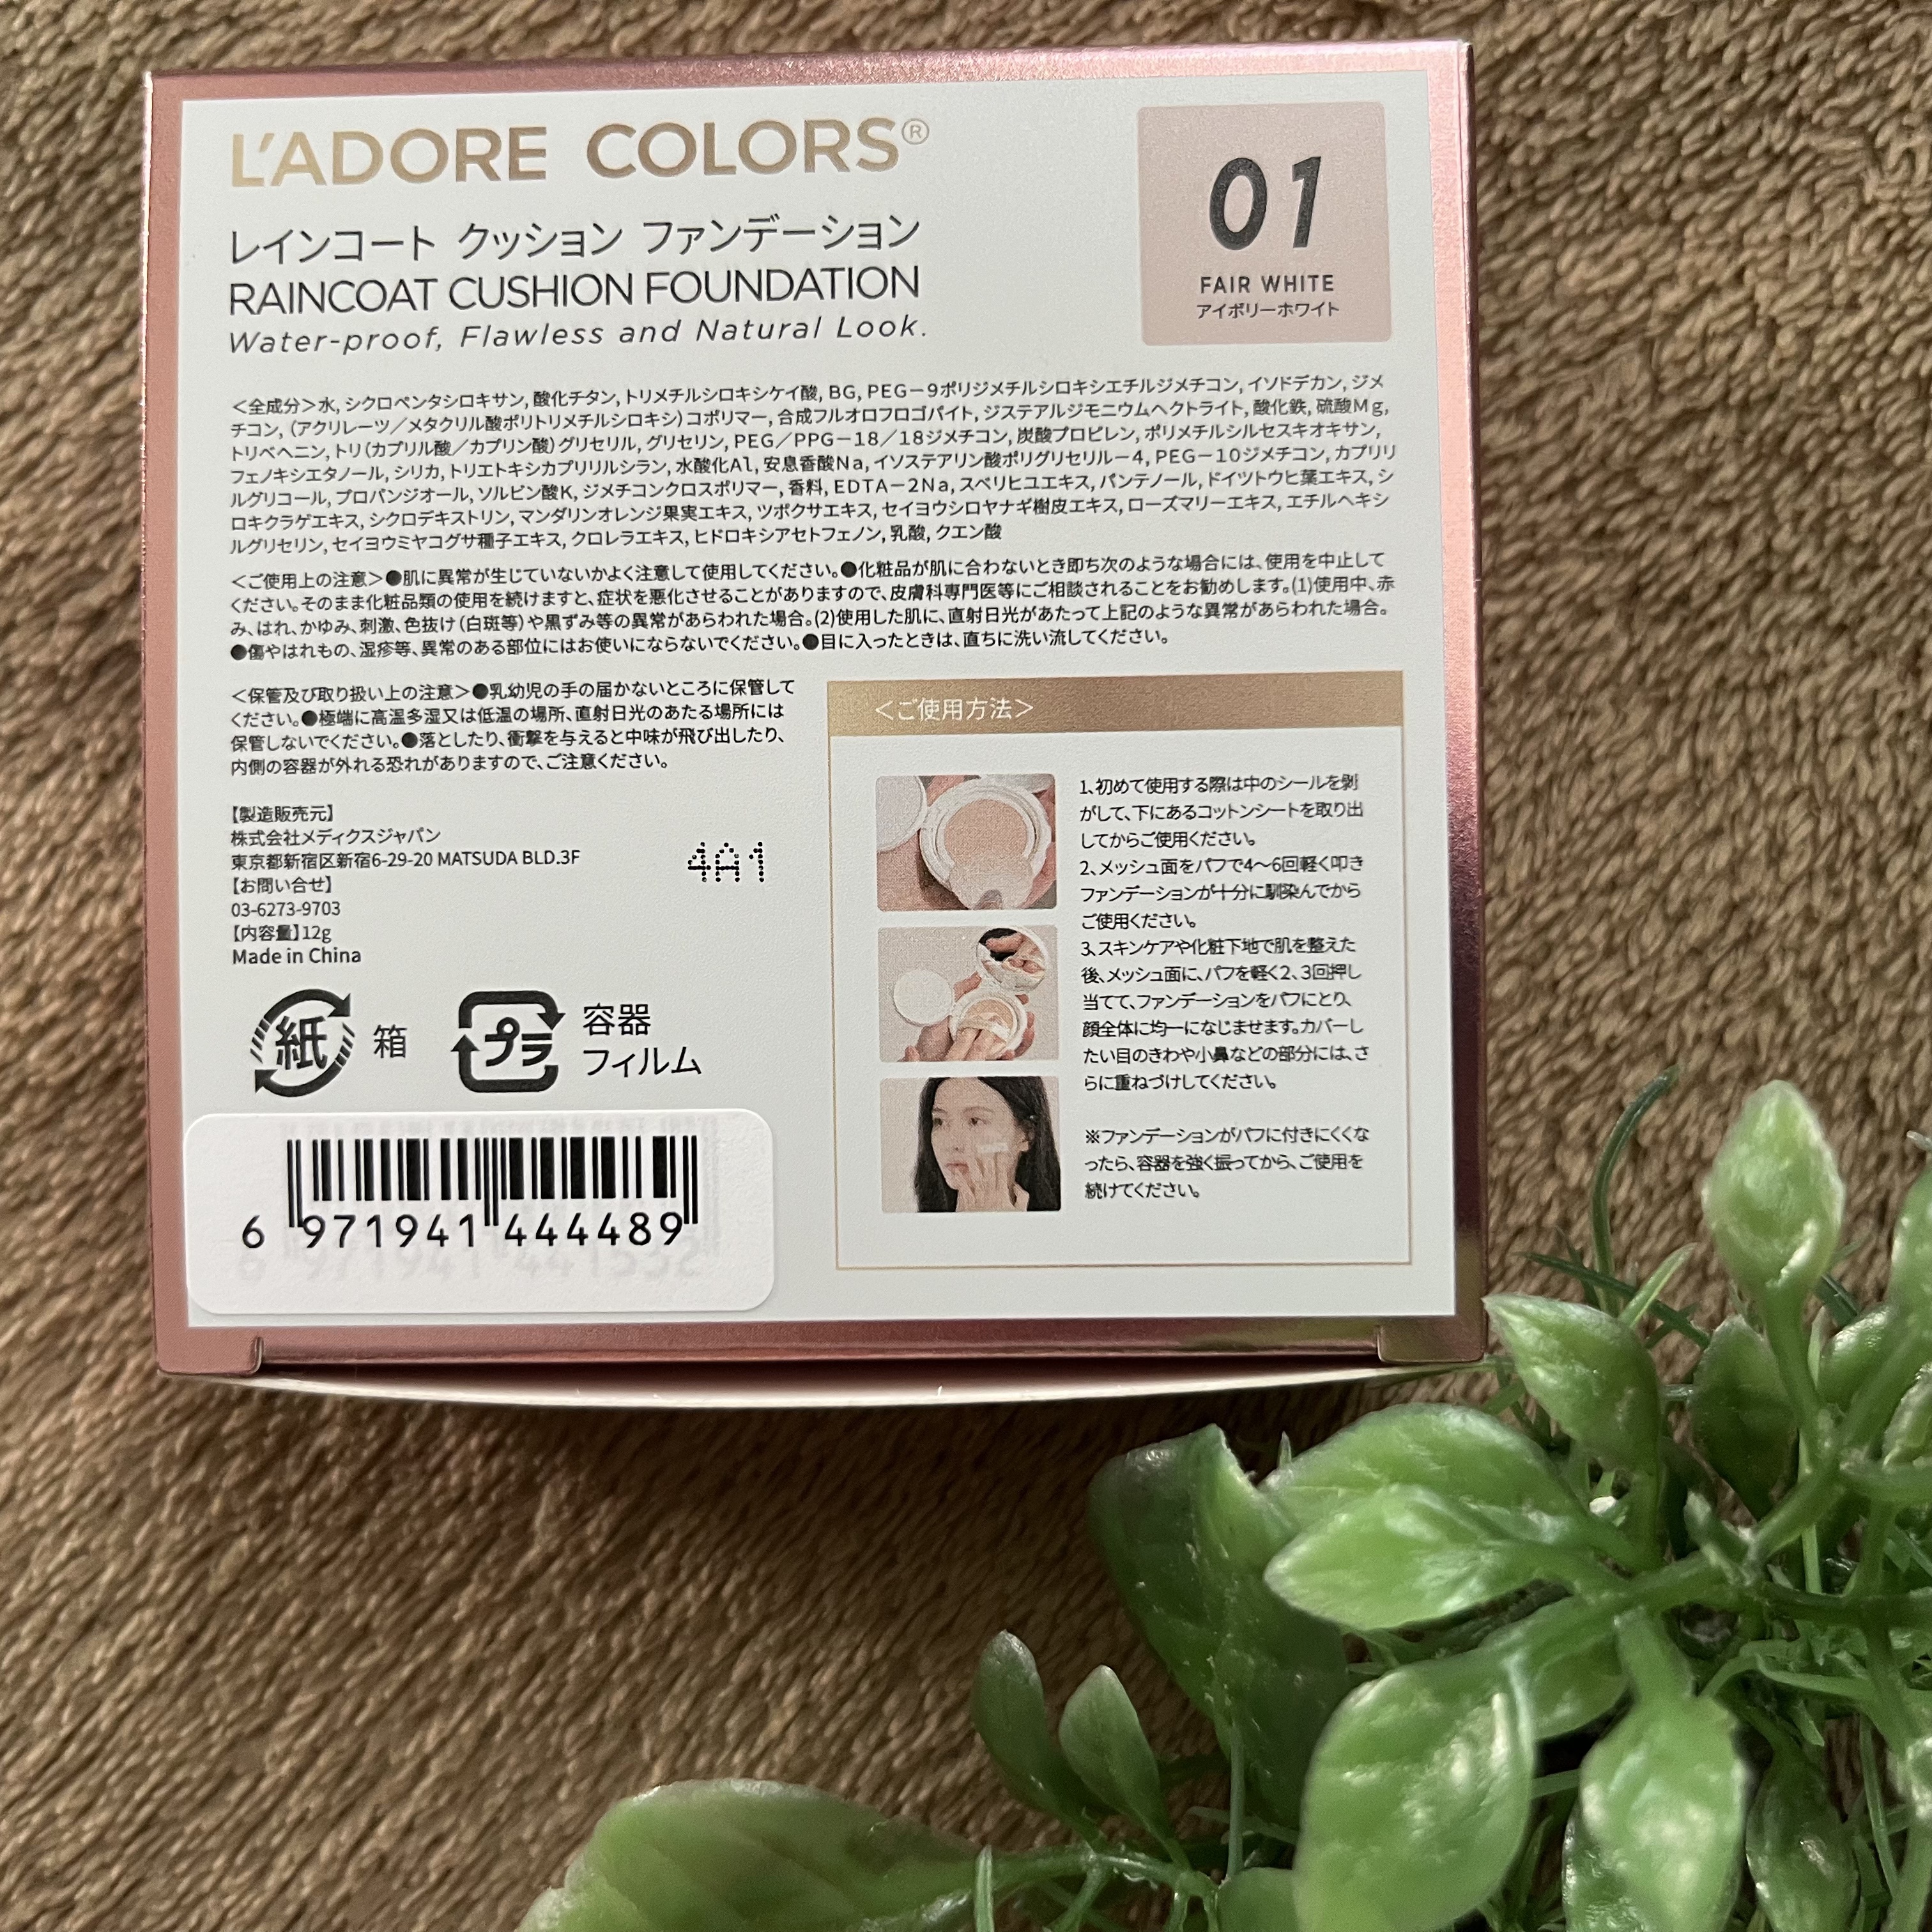 L'ADORE COLORS®
レインコート クッション ファンデーション
RAINCOAT CUSHION FOUNDATION
Water-proof, Flawless and Natural Look.
01
FAIR WHITE
アイボリーホワイト
＜全成分＞水, シクロペンタシロキサン, 酸化チタン, トリメチルシロキシケイ酸, BG, PEG－9ポリジメチルシロキシエチルジメチコン, イソドデカン, ジメ
チコン, (アクリレーツ／メタクリル酸ポリトリメチルシロキシ)コポリマー, 合成フルオロフロゴパイト, ジステアルジモニウムヘクトライト, 酸化鉄, 硫酸Mg,
トリベヘニン, トリ(カプリル酸／カプリン酸)グリセリル, グリセリン, PEG／PPG－18／18ジメチコン, 炭酸プロピレン, ポリメチルシルセスキオキサン,
フェノキシエタノール, シリカ, トリエトキシカプリリルシラン, 水酸化Al, 安息香酸Na, イソステアリン酸ポリグリセリル－4, PEG－10ジメチコン, カプリリ
ルグリコール, プロパンジオール, ソルビン酸K, ジメチコンクロスポリマー, 香料, EDTA－2Na, スベリヒユエキス, パンテノール, ドイツトウヒ葉エキス, シ
ロキクラゲエキス, シクロデキストリン, マンダリンオレンジ果実エキス, ツボクサエキス, セイヨウシロヤナギ樹皮エキス, ローズマリーエキス, エチルヘキシ
ルグリセリン, セイヨウミヤコグサ種子エキス, クロレラエキス, ヒドロキシアセトフェノン, 乳酸, クエン酸
＜ご使用上の注意＞●肌に異常が生じていないかよく注意して使用してください。●化粧品が肌に合わないとき即ち次のような場合には、使用を中止して
ください。そのまま化粧品類の使用を続けますと、症状を悪化させることがありますので、皮膚科専門医等にご相談されることをお勧めします。(1)使用中、赤
み、はれ、かゆみ、刺激、色抜け(白斑等)や黒ずみ等の異常があらわれた場合。(2)使用した肌に、直射日光があたって上記のような異常があらわれた場合。
●傷やはれもの、湿疹等、異常のある部位にはお使いにならないでください。●目に入ったときは、直ちに洗い流してください。
＜保管及び取り扱い上の注意＞●乳幼児の手の届かないところに保管して
ください。●極端に高温多湿又は低温の場所、直射日光のあたる場所には
保管しないでください。●落としたり、衝撃を与えると中味が飛び出したり、
内側の容器が外れる恐れがありますので、ご注意ください。
【製造販売元】
株式会社メディクスジャパン
東京都新宿区新宿6-29-20 MATSUDA BLD.3F
【お問い合せ】
03-6273-9703
【内容量】12g
Made in China
4A1
紙 箱
プラ 容器
フィルム
6 971941 444489
＜ご使用方法＞
1、初めて使用する際は中のシールを剝
がして、下にあるコットンシートを取り出
してからご使用ください。
2、メッシュ面をパフで4～6回軽く叩き
ファンデーションが十分に馴染んでから
ご使用ください。
3、スキンケアや化粧下地で肌を整えた
後、メッシュ面に、パフを軽く2、3回押し
当てて、ファンデーションをパフにとり、
顔全体に均一になじませます。カバーし
たい目のきわや小鼻などの部分には、さ
らに重ねづけしてください。
※ファンデーションがパフに付きにくくな
ったら、容器を強く振ってから、ご使用を
続けてください。